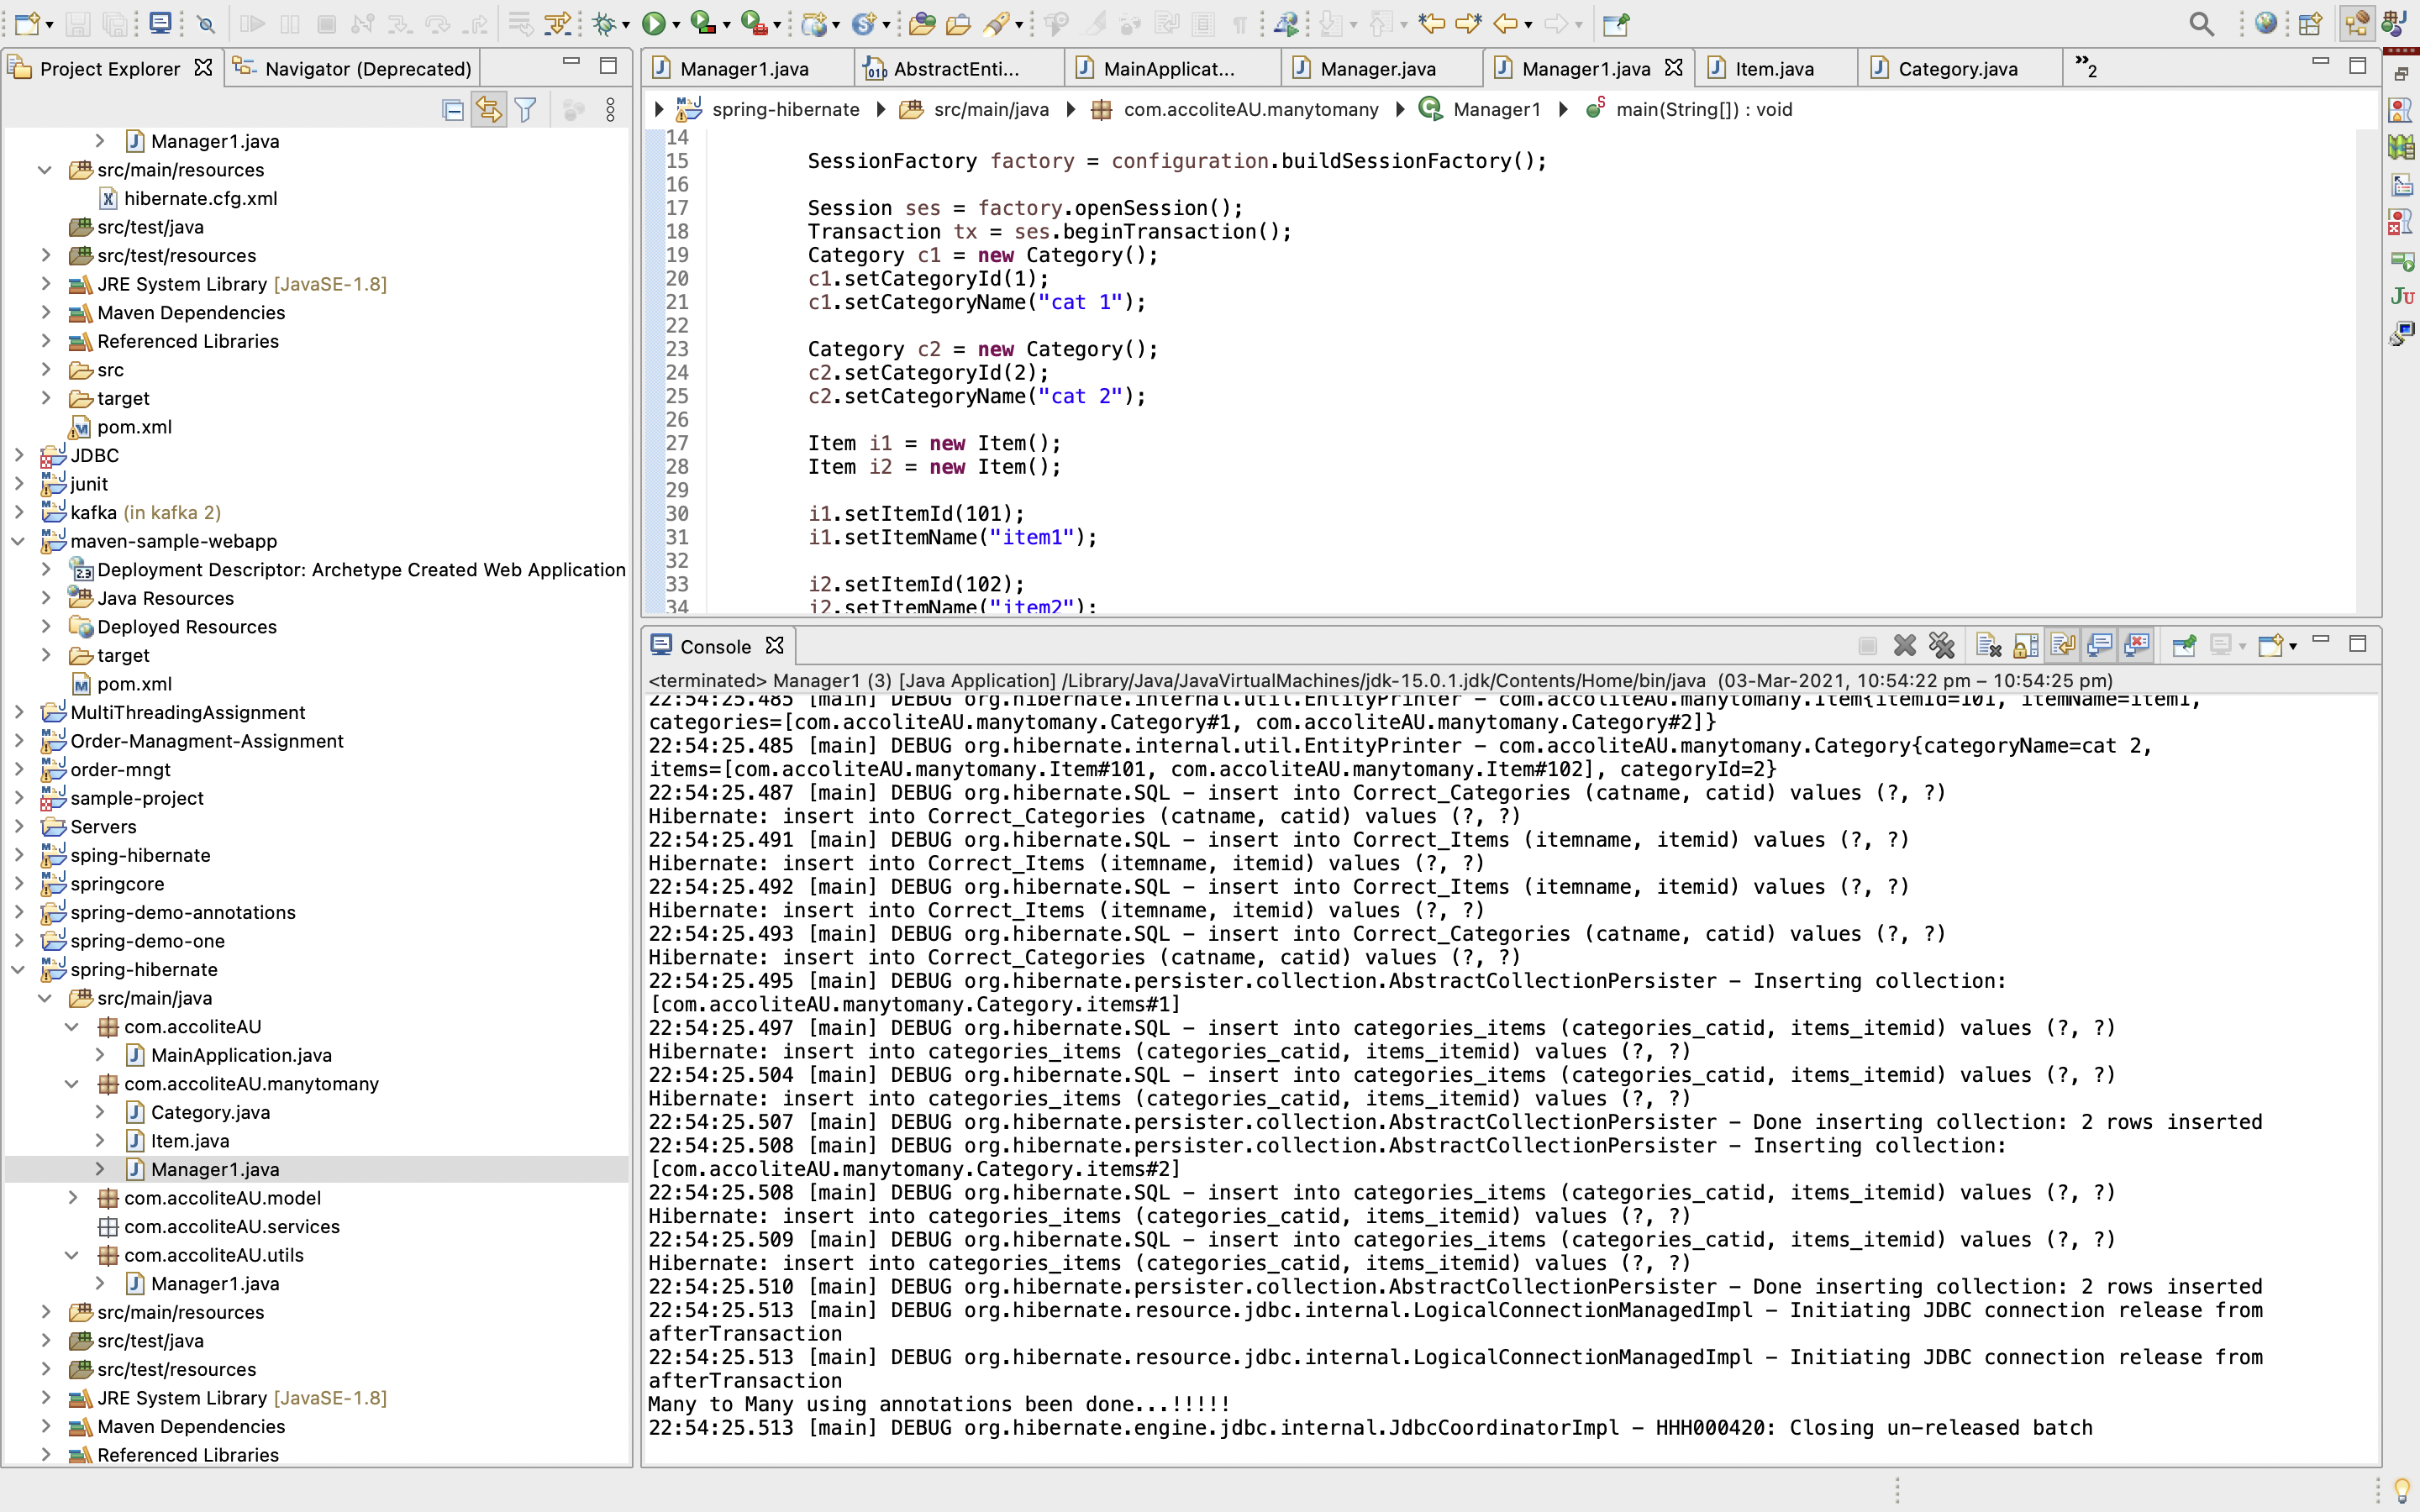 Project Explorer
Navigator (Deprecated)
Manager1.java
src/main/resources
hibernate.cfg.xml
src/test/java
src/test/resources
JRE System Library [JavaSE-1.8]
Maven Dependencies
Referenced Libraries
src
target
pom.xml
JDBC
junit
kafka (in kafka 2)
maven-sample-webapp
Deployment Descriptor: Archetype Created Web Application
Java Resources
Deployed Resources
target
pom.xml
MultiThreadingAssignment
Order-Managment-Assignment
order-mngt
sample-project
Servers
sping-hibernate
springcore
spring-demo-annotations
spring-demo-one
spring-hibernate
src/main/java
com.accoliteAU
MainApplication.java
com.accoliteAU.manytomany
Category.java
Item.java
Manager1.java
com.accoliteAU.model
com.accoliteAU.services
com.accoliteAU.utils
Manager1.java
src/main/resources
src/test/java
src/test/resources
JRE System Library [JavaSE-1.8]
Maven Dependencies
Referenced Libraries
Manager1.java
AbstractEnti...
MainApplicat...
Manager.java
Manager1.java
Item.java
Category.java
»2
spring-hibernate
src/main/java
com.accoliteAU.manytomany
Manager1
main(String[]) : void
14
15 SessionFactory factory = configuration.buildSessionFactory();
16
17 Session ses = factory.openSession();
18 Transaction tx = ses.beginTransaction();
19 Category c1 = new Category();
20 c1.setCategoryId(1);
21 c1.setCategoryName("cat 1");
22
23 Category c2 = new Category();
24 c2.setCategoryId(2);
25 c2.setCategoryName("cat 2");
26
27 Item i1 = new Item();
28 Item i2 = new Item();
29
30 i1.setItemId(101);
31 i1.setItemName("item1");
32
33 i2.setItemId(102);
34 i2.setItemName("item2");
Console
<terminated> Manager1 (3) [Java Application] /Library/Java/JavaVirtualMachines/jdk-15.0.1.jdk/Contents/Home/bin/java (03-Mar-2021, 10:54:22 pm – 10:54:25 pm)
22:54:25.485 [main] DEBUG org.hibernate.internal.util.EntityPrinter - com.accoliteAU.manytomany.Item{itemId=101, itemName=item1,
categories=[com.accoliteAU.manytomany.Category#1, com.accoliteAU.manytomany.Category#2]}
22:54:25.485 [main] DEBUG org.hibernate.internal.util.EntityPrinter - com.accoliteAU.manytomany.Category{categoryName=cat 2,
items=[com.accoliteAU.manytomany.Item#101, com.accoliteAU.manytomany.Item#102], categoryId=2}
22:54:25.487 [main] DEBUG org.hibernate.SQL - insert into Correct_Categories (catname, catid) values (?, ?)
Hibernate: insert into Correct_Categories (catname, catid) values (?, ?)
22:54:25.491 [main] DEBUG org.hibernate.SQL - insert into Correct_Items (itemname, itemid) values (?, ?)
Hibernate: insert into Correct_Items (itemname, itemid) values (?, ?)
22:54:25.492 [main] DEBUG org.hibernate.SQL - insert into Correct_Items (itemname, itemid) values (?, ?)
Hibernate: insert into Correct_Items (itemname, itemid) values (?, ?)
22:54:25.493 [main] DEBUG org.hibernate.SQL - insert into Correct_Categories (catname, catid) values (?, ?)
Hibernate: insert into Correct_Categories (catname, catid) values (?, ?)
22:54:25.495 [main] DEBUG org.hibernate.persister.collection.AbstractCollectionPersister - Inserting collection:
[com.accoliteAU.manytomany.Category.items#1]
22:54:25.497 [main] DEBUG org.hibernate.SQL - insert into categories_items (categories_catid, items_itemid) values (?, ?)
Hibernate: insert into categories_items (categories_catid, items_itemid) values (?, ?)
22:54:25.504 [main] DEBUG org.hibernate.SQL - insert into categories_items (categories_catid, items_itemid) values (?, ?)
Hibernate: insert into categories_items (categories_catid, items_itemid) values (?, ?)
22:54:25.507 [main] DEBUG org.hibernate.persister.collection.AbstractCollectionPersister - Done inserting collection: 2 rows inserted
22:54:25.508 [main] DEBUG org.hibernate.persister.collection.AbstractCollectionPersister - Inserting collection:
[com.accoliteAU.manytomany.Category.items#2]
22:54:25.508 [main] DEBUG org.hibernate.SQL - insert into categories_items (categories_catid, items_itemid) values (?, ?)
Hibernate: insert into categories_items (categories_catid, items_itemid) values (?, ?)
22:54:25.509 [main] DEBUG org.hibernate.SQL - insert into categories_items (categories_catid, items_itemid) values (?, ?)
Hibernate: insert into categories_items (categories_catid, items_itemid) values (?, ?)
22:54:25.510 [main] DEBUG org.hibernate.persister.collection.AbstractCollectionPersister - Done inserting collection: 2 rows inserted
22:54:25.513 [main] DEBUG org.hibernate.resource.jdbc.internal.LogicalConnectionManagedImpl - Initiating JDBC connection release from
afterTransaction
22:54:25.513 [main] DEBUG org.hibernate.resource.jdbc.internal.LogicalConnectionManagedImpl - Initiating JDBC connection release from
afterTransaction
Many to Many using annotations been done...!!!!!
22:54:25.513 [main] DEBUG org.hibernate.engine.jdbc.internal.JdbcCoordinatorImpl - HHH000420: Closing un-released batch